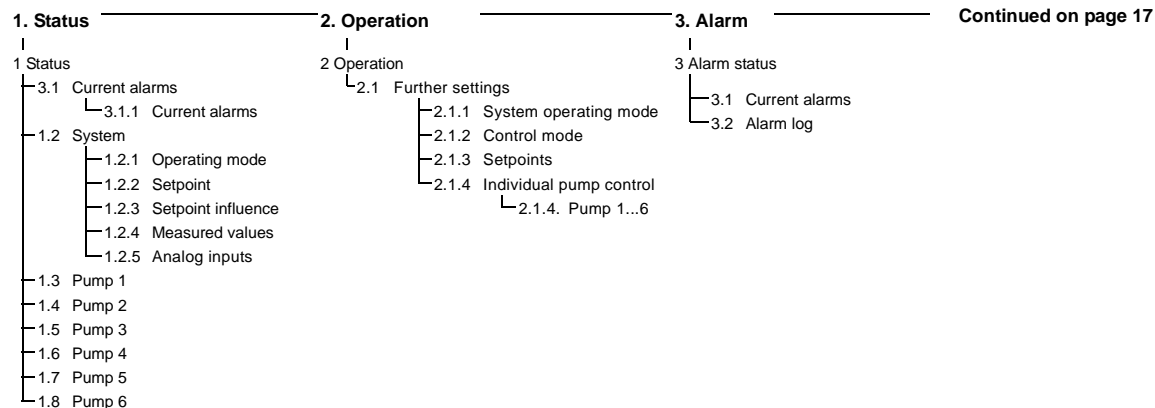 1. Status
2. Operation
3. Alarm
Continued on page 17
1 Status
3.1 Current alarms
3.1.1 Current alarms
1.2 System
1.2.1 Operating mode
1.2.2 Setpoint
1.2.3 Setpoint influence
1.2.4 Measured values
1.2.5 Analog inputs
1.3 Pump 1
1.4 Pump 2
1.5 Pump 3
1.6 Pump 4
1.7 Pump 5
1.8 Pump 6
2 Operation
2.1 Further settings
2.1.1 System operating mode
2.1.2 Control mode
2.1.3 Setpoints
2.1.4 Individual pump control
2.1.4. Pump 1...6
3 Alarm status
3.1 Current alarms
3.2 Alarm log